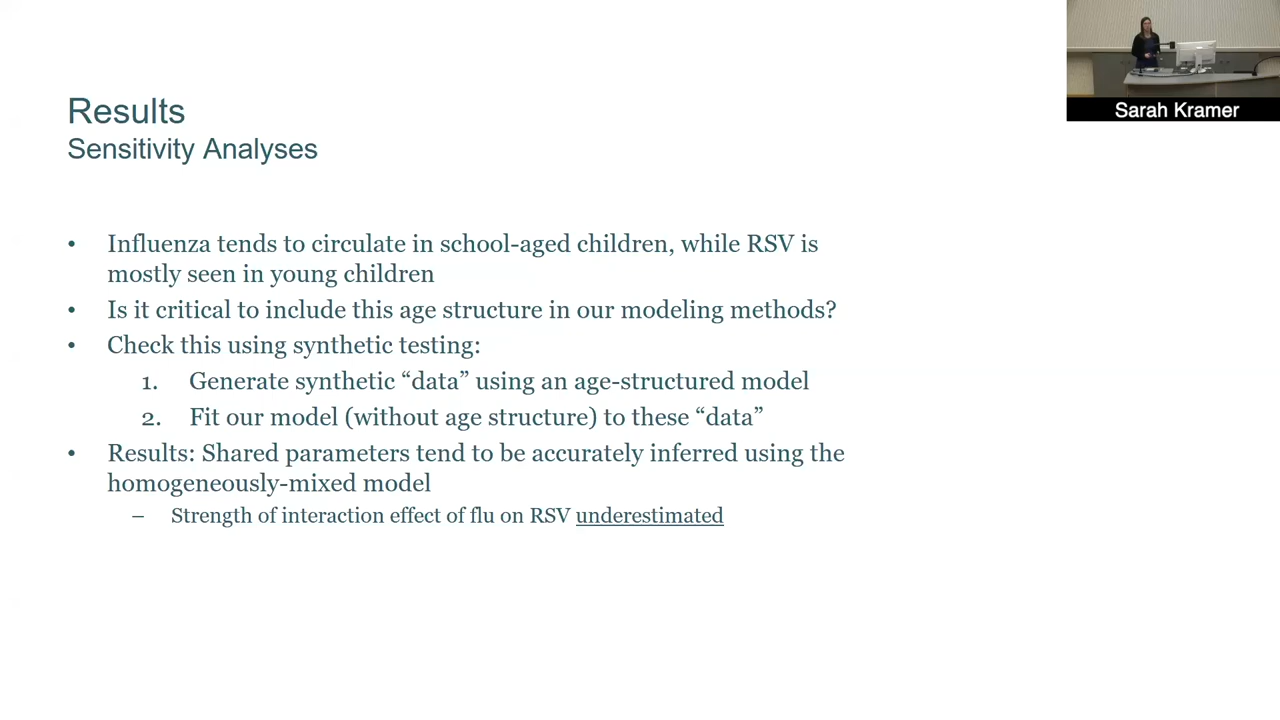 Sarah Kramer
Results
Sensitivity Analyses
• Influenza tends to circulate in school-aged children, while RSV is
mostly seen in young children
• Is it critical to include this age structure in our modeling methods?
• Check this using synthetic testing:
1. Generate synthetic “data” using an age-structured model
2. Fit our model (without age structure) to these “data”
• Results: Shared parameters tend to be accurately inferred using the
homogeneously-mixed model
– Strength of interaction effect of flu on RSV underestimated